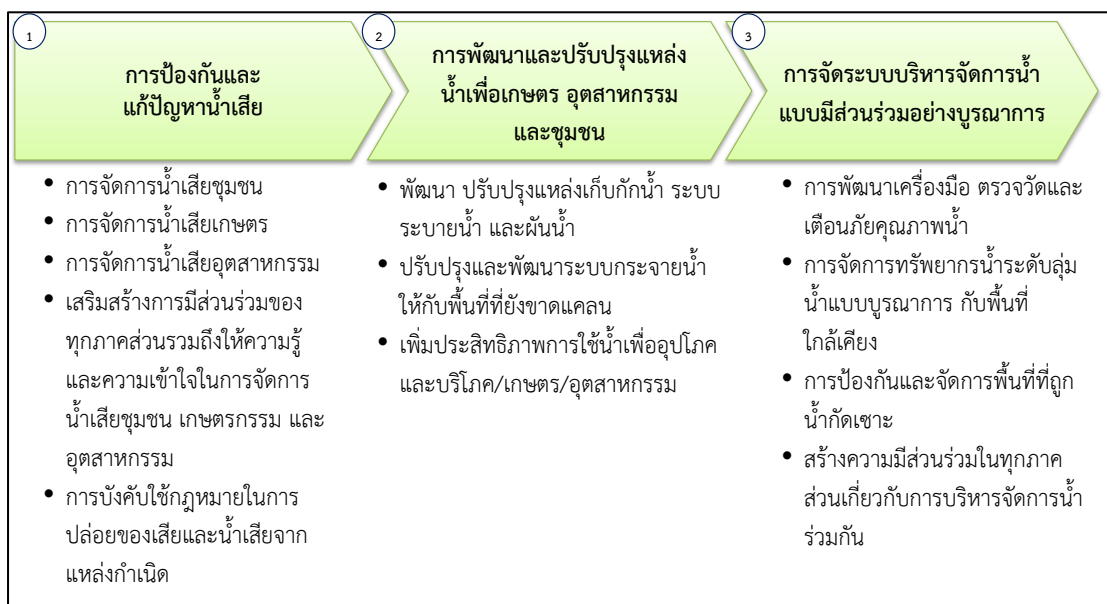 1
การป้องกันและ
แก้ปัญหาน้ำเสีย
• การจัดการน้ำเสียชุมชน
• การจัดการน้ำเสียเกษตร
• การจัดการน้ำเสียอุตสาหกรรม
• เสริมสร้างการมีส่วนร่วมของ
ทุกภาคส่วนรวมถึงให้ความรู้
และความเข้าใจในการจัดการ
น้ำเสียชุมชน เกษตรกรรม และ
อุตสาหกรรม
• การบังคับใช้กฎหมายในการ
ปล่อยของเสียและน้ำเสียจาก
แหล่งกำเนิด
2
การพัฒนาและปรับปรุงแหล่ง
น้ำเพื่อเกษตร อุตสาหกรรม
และชุมชน
• พัฒนา ปรับปรุงแหล่งเก็บกักน้ำ ระบบ
ระบายน้ำ และผันน้ำ
• ปรับปรุงและพัฒนาระบบกระจายน้ำ
ให้กับพื้นที่ที่ยังขาดแคลน
• เพิ่มประสิทธิภาพการใช้น้ำเพื่ออุปโภค
และบริโภค/เกษตร/อุตสาหกรรม
3
การจัดระบบบริหารจัดการน้ำ
แบบมีส่วนร่วมอย่างบูรณาการ
• การพัฒนาเครื่องมือ ตรวจวัดและ
เตือนภัยคุณภาพน้ำ
• การจัดการทรัพยากรน้ำระดับลุ่ม
น้ำแบบบูรณาการ กับพื้นที่
ใกล้เคียง
• การป้องกันและจัดการพื้นที่ที่ถูก
น้ำกัดเซาะ
• สร้างความมีส่วนร่วมในทุกภาค
ส่วนเกี่ยวกับการบริหารจัดการน้ำ
ร่วมกัน